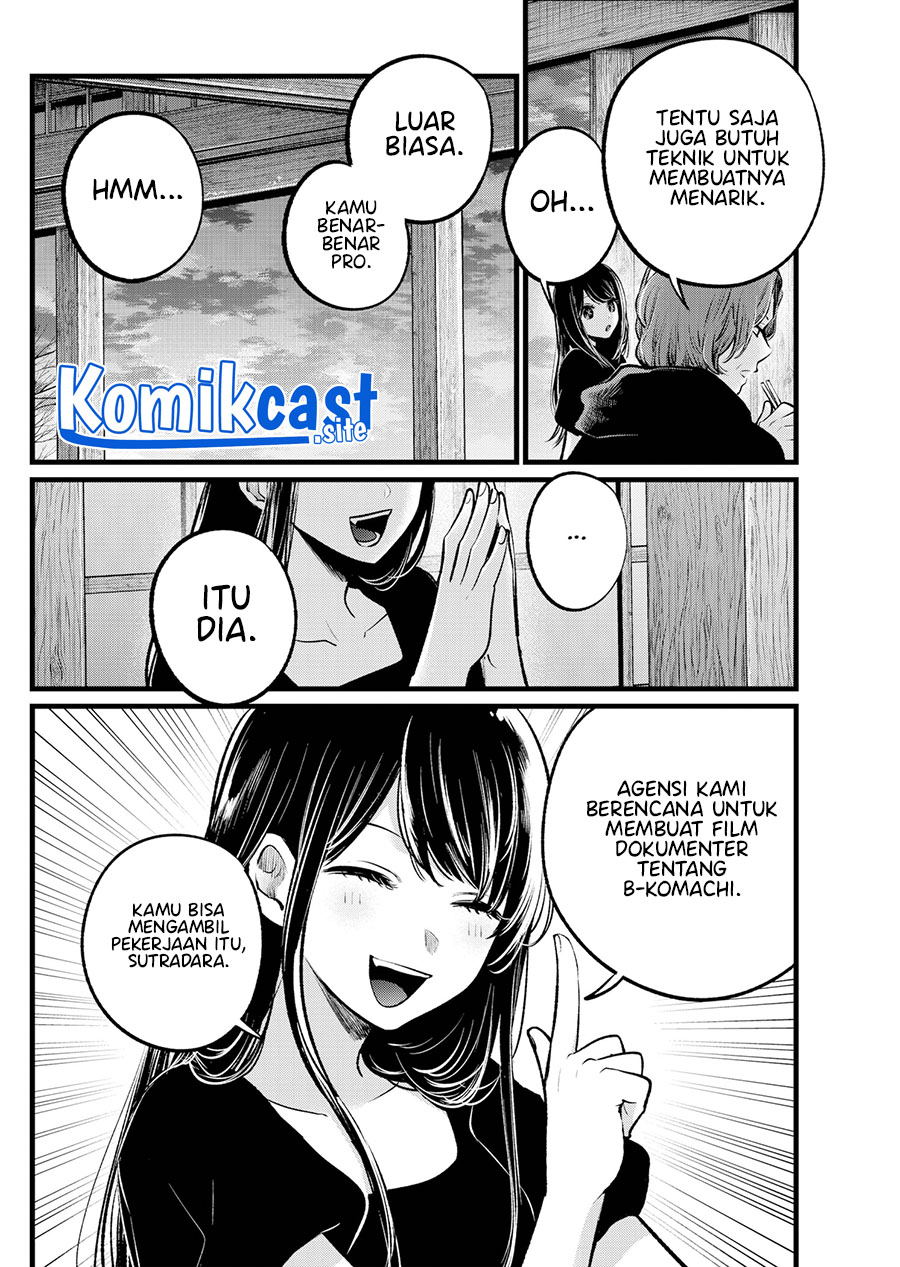 TENTU SAJA
JUGA BUTUH
TEKNIK UNTUK
MEMBUATNYA
MENARIK.
OH...
LUAR
BIASA.
KAMU
BENAR-
BENAR
PRO.
HMM...
Komikcast
.site
...
ITU
DIA.
AGENSI KAMI
BERENCANA UNTUK
MEMBUAT FILM
DOKUMENTER
TENTANG
B-KOMACHI.
KAMU BISA
MENGAMBIL
PEKERJAAN ITU,
SUTRADARA.